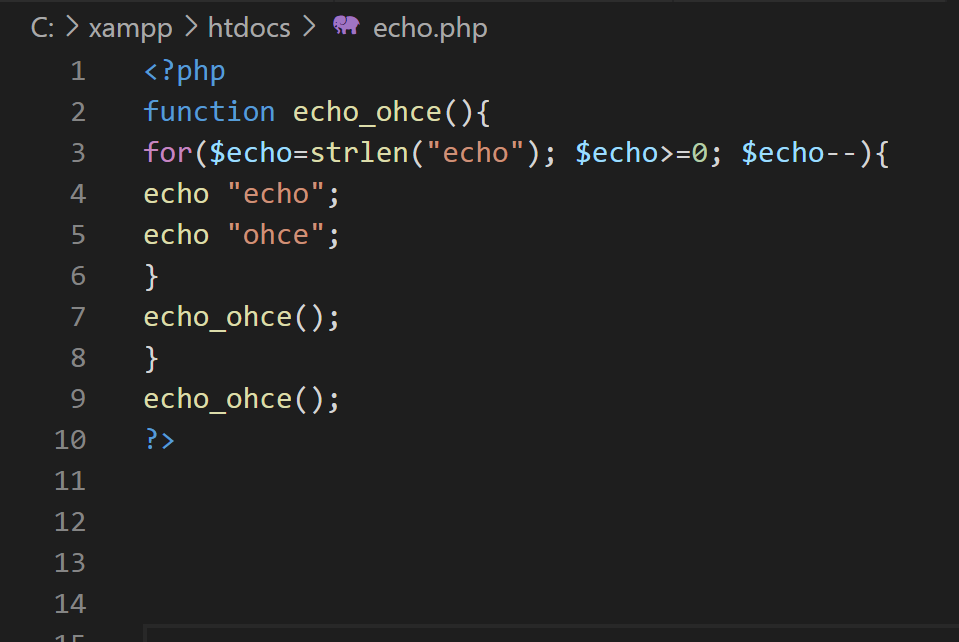 C: > xampp > htdocs > echo.php
1 <?php
2 function echo_ohce(){
3 for($echo=strlen("echo"); $echo>=0; $echo--){
4 echo "echo";
5 echo "ohce";
6 }
7 echo_ohce();
8 }
9 echo_ohce();
10 ?>
11
12
13
14
15